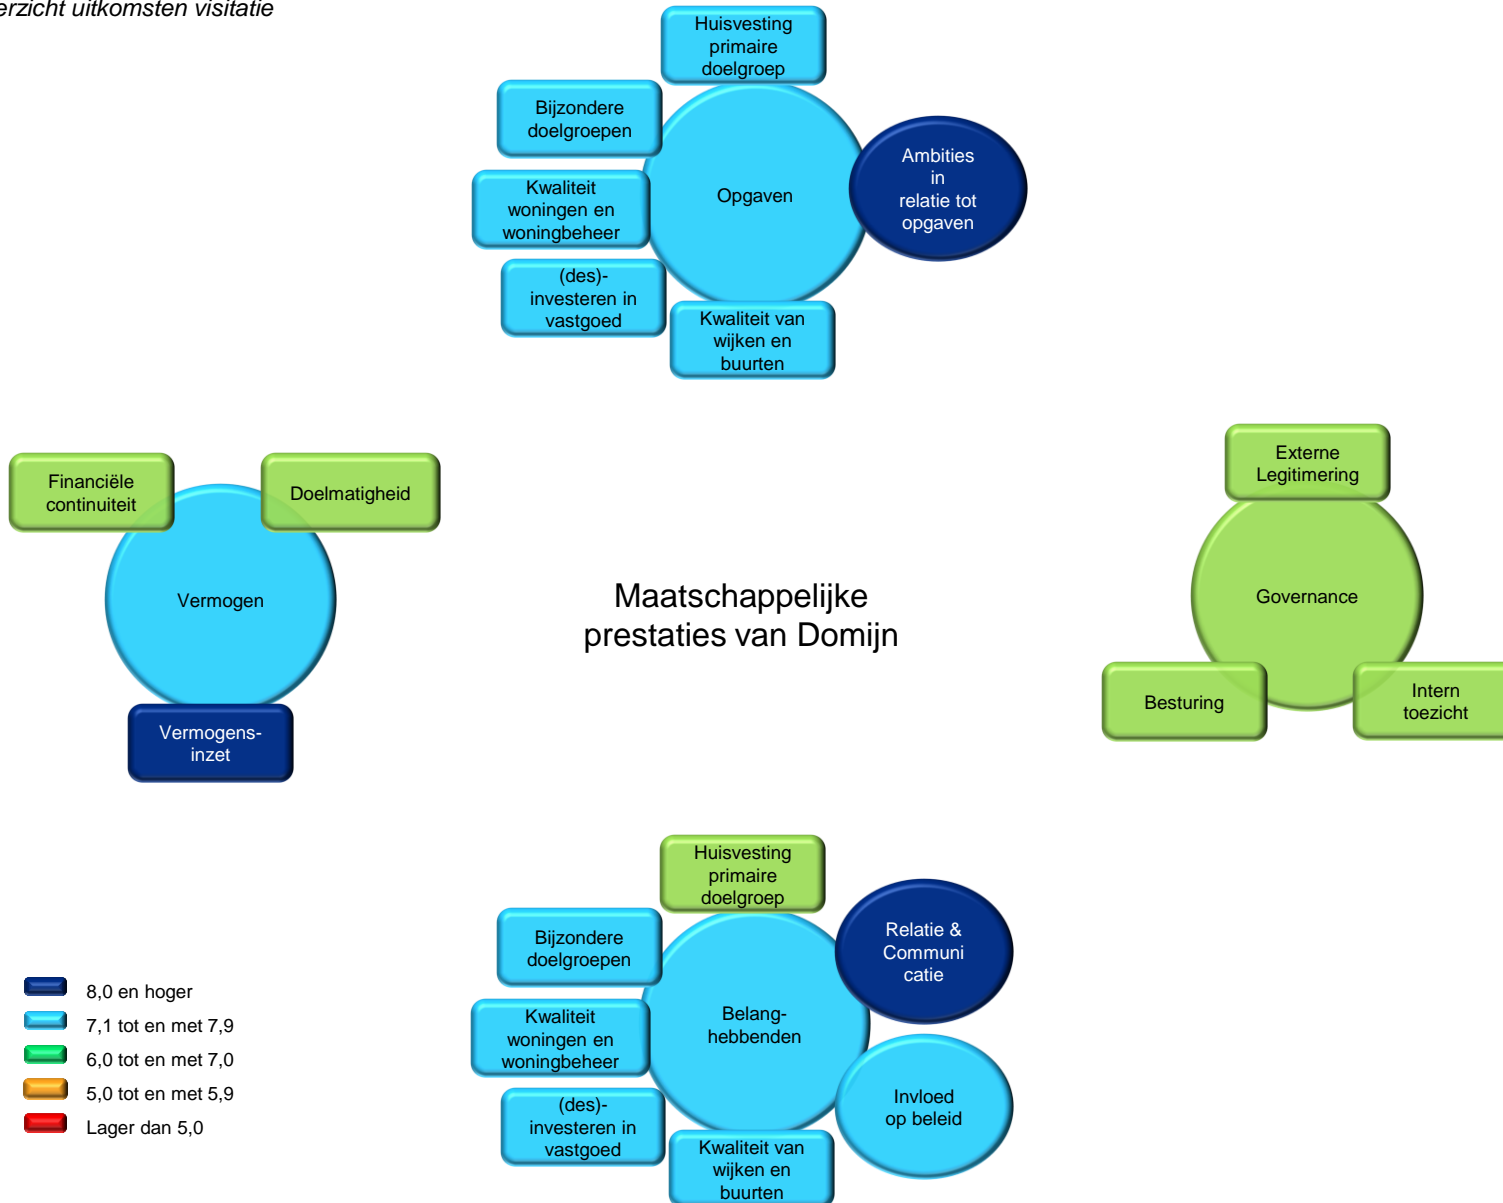 erzicht uitkomsten visitatie
Huisvesting
primaire
doelgroep
Bijzondere
doelgroepen
Kwaliteit
woningen en
woningbeheer
(des)-
investeren in
vastgoed
Kwaliteit van
wijken en
buurten
Opgaven
Ambities
in
relatie tot
opgaven
Financiële
continuiteit
Doelmatigheid
Vermogen
Vermogens-
inzet
Maatschappelijke
prestaties van Domijn
Externe
Legitimering
Governance
Besturing
Intern
toezicht
Huisvesting
primaire
doelgroep
Bijzondere
doelgroepen
Kwaliteit
woningen en
woningbeheer
(des)-
investeren in
vastgoed
Kwaliteit van
wijken en
buurten
Belang-
hebbenden
Relatie &
Communi
catie
Invloed
op beleid
8,0 en hoger
7,1 tot en met 7,9
6,0 tot en met 7,0
5,0 tot en met 5,9
Lager dan 5,0